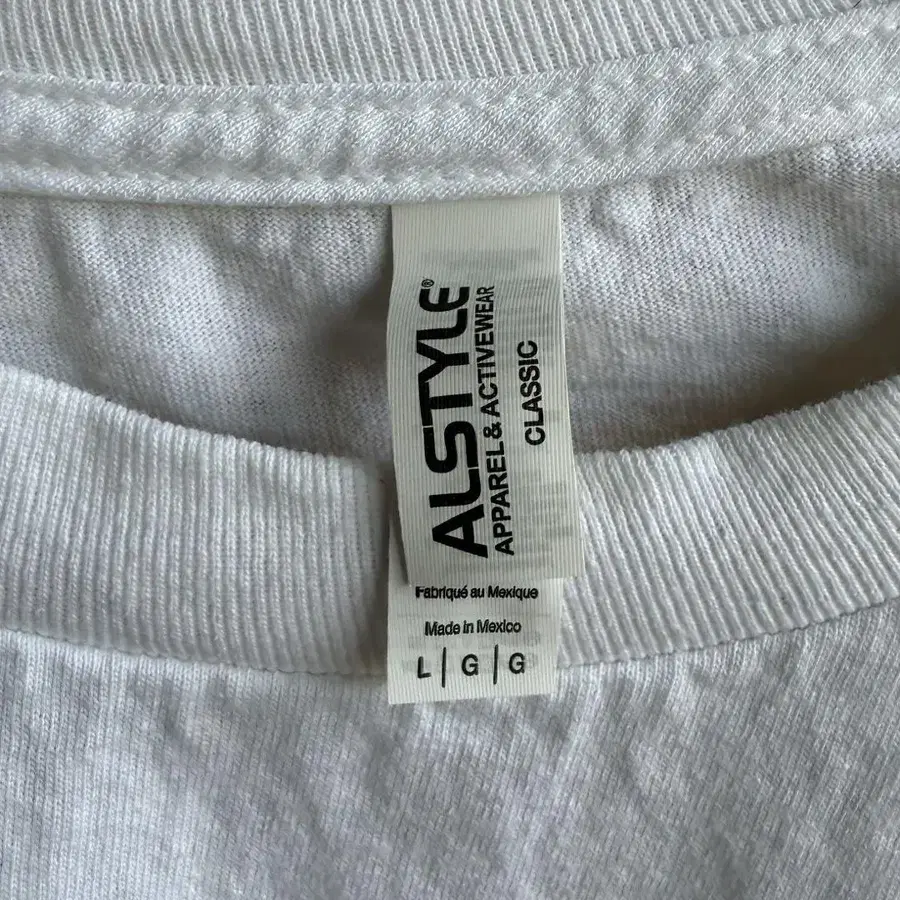 ALSTYLE®
APPAREL & ACTIVEWEAR
CLASSIC
Fabriqué au Mexique
Made in Mexico
L | G | G